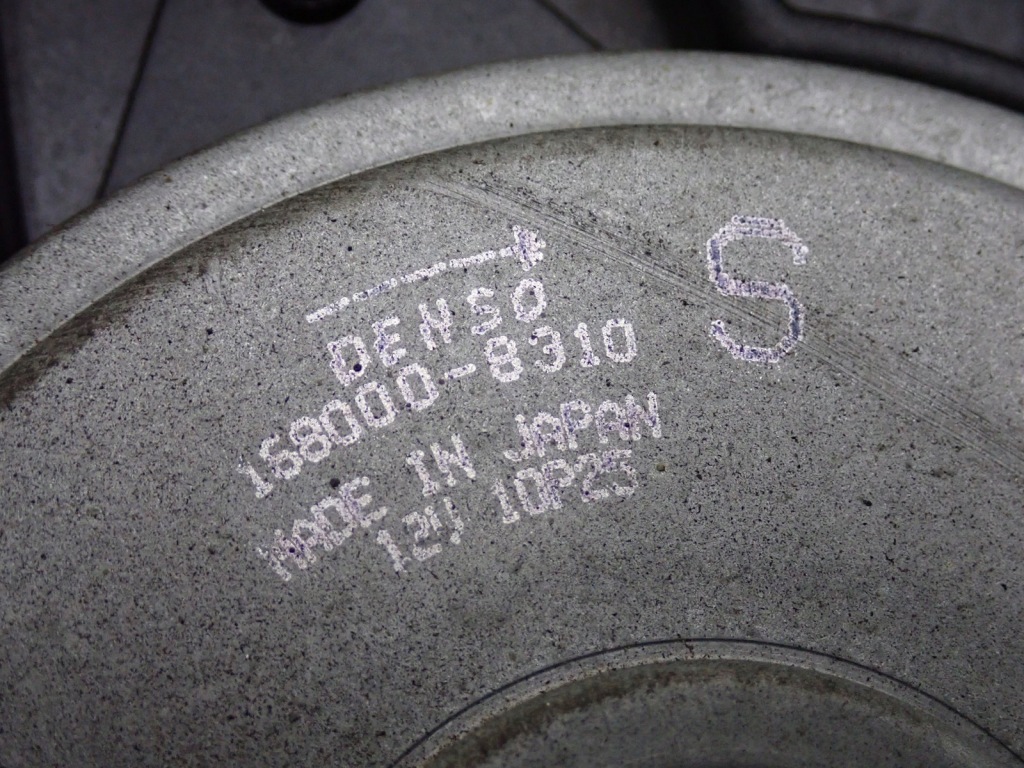 DENSO
168000-8310
MADE IN JAPAN
12V 10P25
S